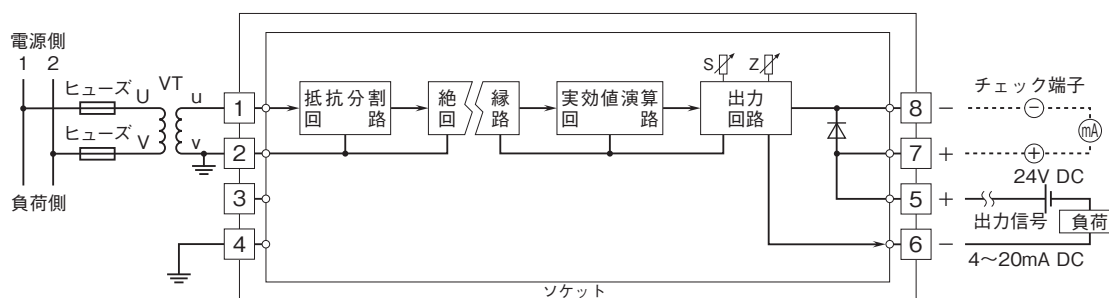 電源側
1 2
ヒューズ
U
VT
u
ヒューズ
V
v
負荷側
1
2
3
4
抵抗分割
回路
絶縁
回路
実効値演算
回路
S
Z
出力
回路
8 −
7 +
5 +
6 −
チェック端子
−
mA
+
24V DC
出力信号
負荷
4〜20mA DC
ソケット